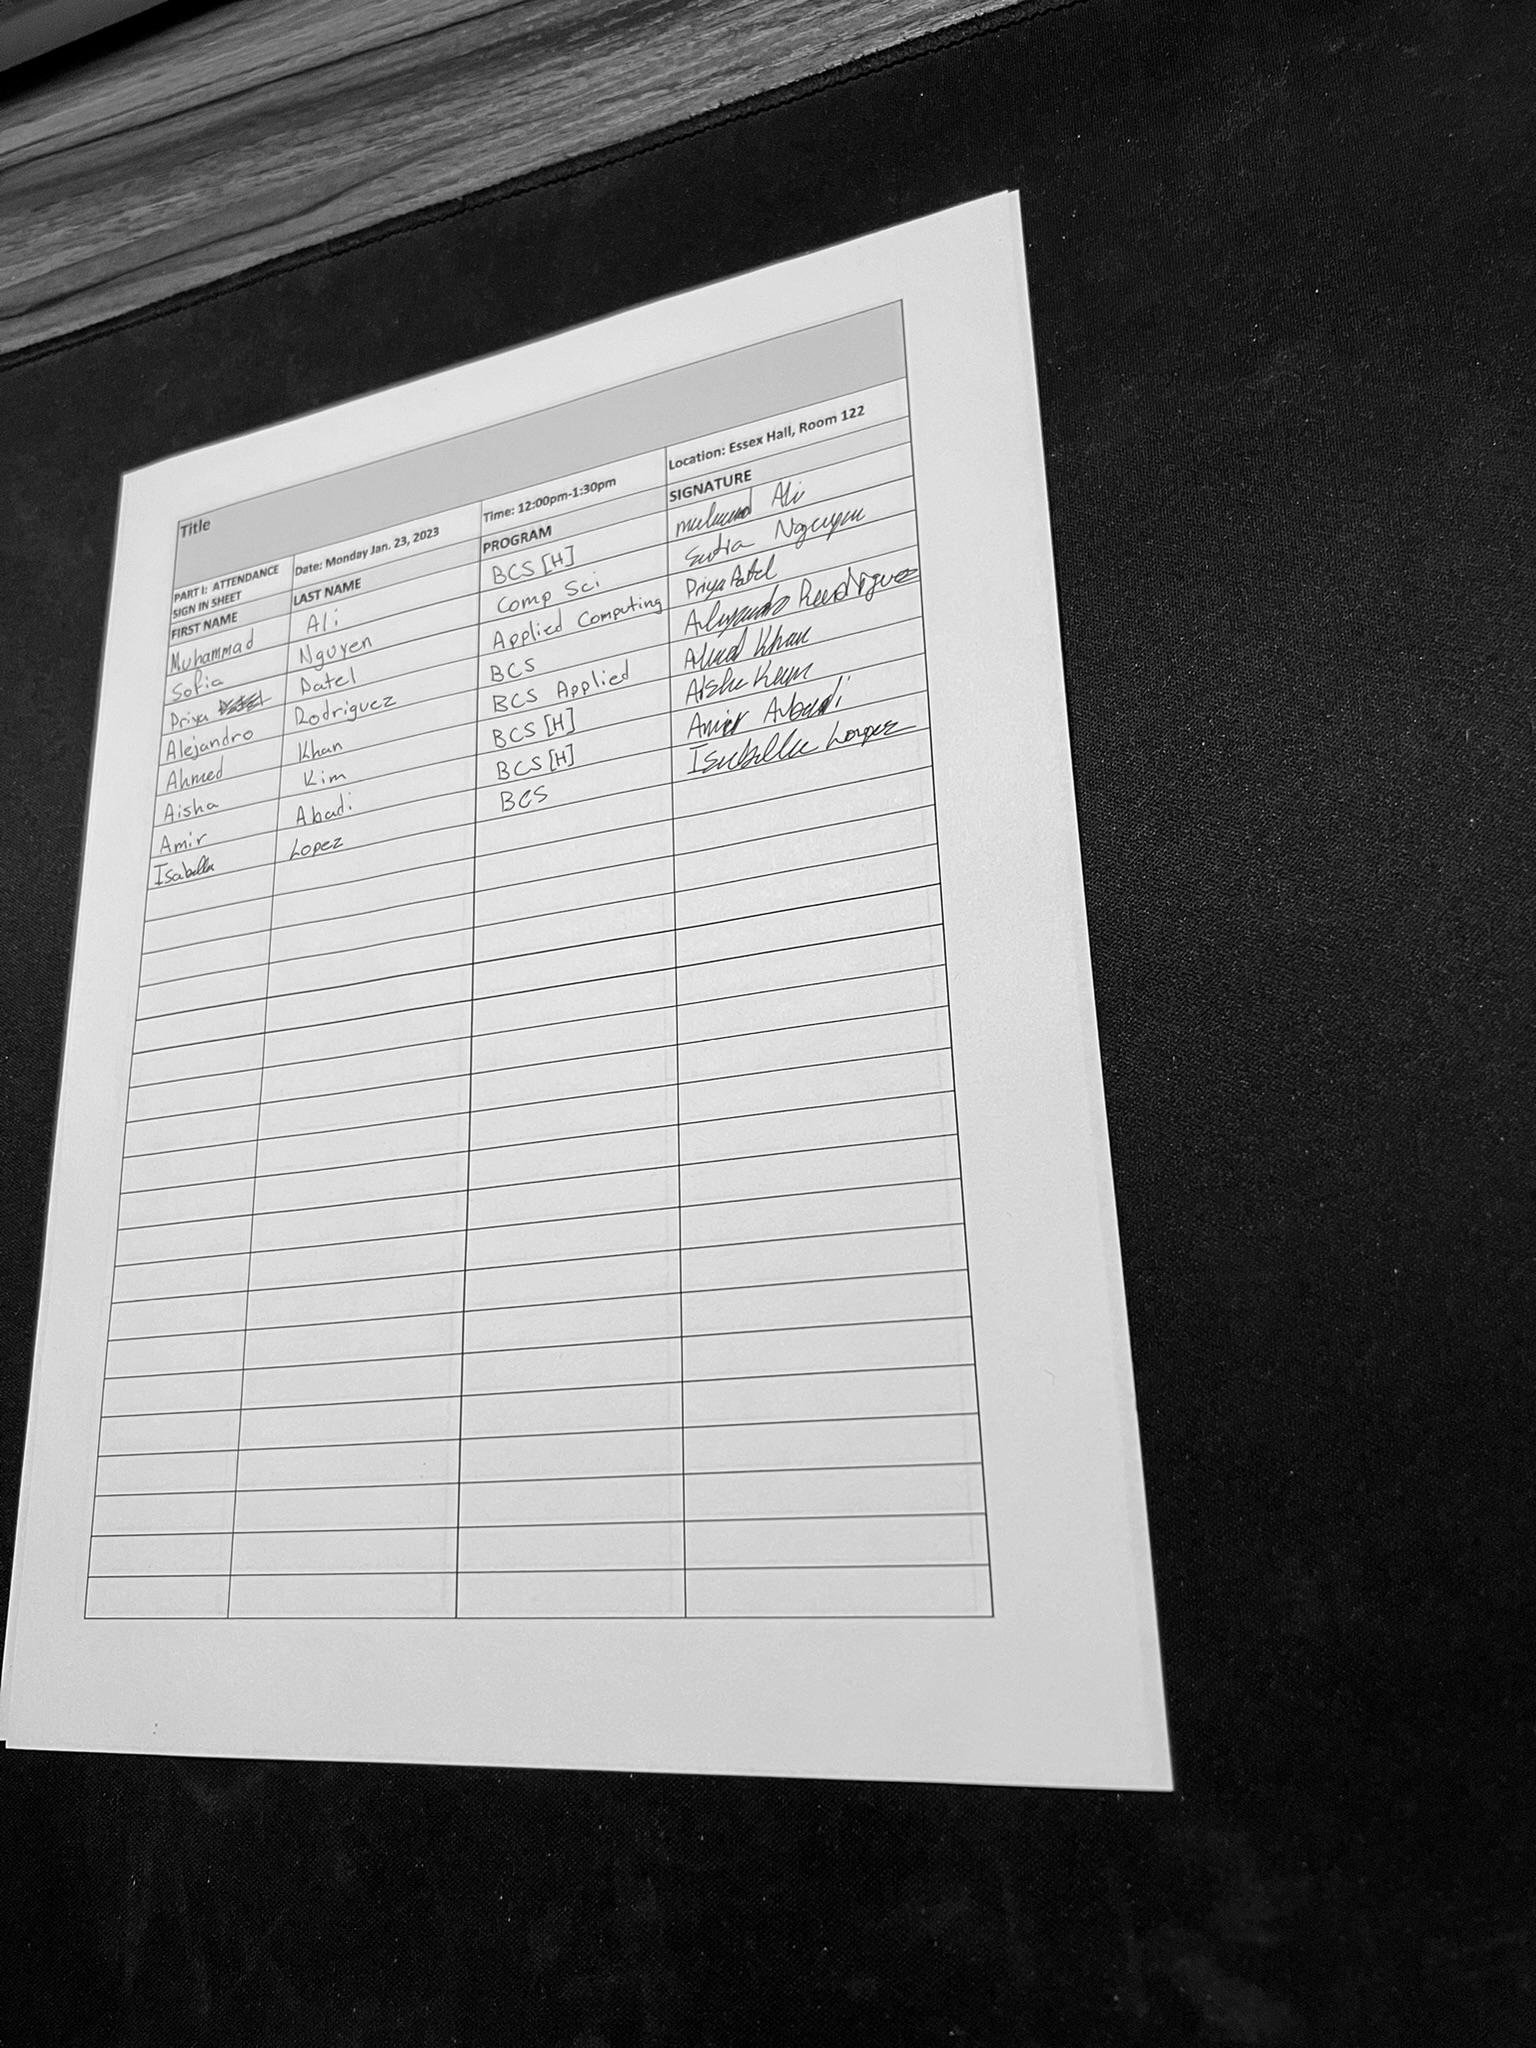 Title
PART I: ATTENDANCE SIGN IN SHEET Date: Monday Jan. 23, 2023 Time: 12:00pm-1:30pm Location: Essex Hall, Room 122
FIRST NAME LAST NAME PROGRAM SIGNATURE
Muhammad Ali BCS [H] Ali
Sofia Nguyen Comp Sci Sofia Nguyen
Priya Patel Applied Computing Priya Patel
Alejandro Rodriguez BCS Alejandro Rodriguez
Ahmed Khan BCS Applied Ahmed Khan
Aisha Kim BCS [H] Aisha
Amir Abadi BCS [H] Amir Abadi
Isabella Lopez BCS Isabella Lopez